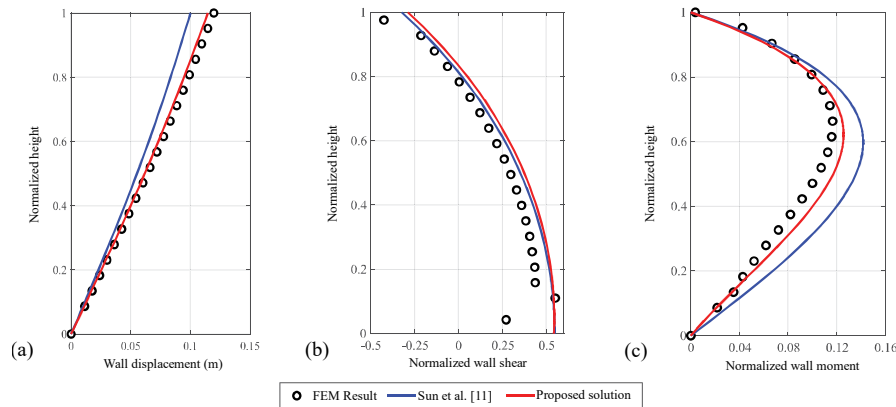 1
0.8
0.6
0.4
0.2
0
Normalized height
0
0.05
0.1
0.15
(a)
Wall displacement (m)
1
0.8
0.6
0.4
0.2
0
Normalized height
-0.5
-0.25
0
0.25
0.5
(b)
Normalized wall shear
1
0.8
0.6
0.4
0.2
0
Normalized height
0
0.04
0.08
0.12
0.16
(c)
Normalized wall moment
FEM Result
Sun et al. [11]
Proposed solution